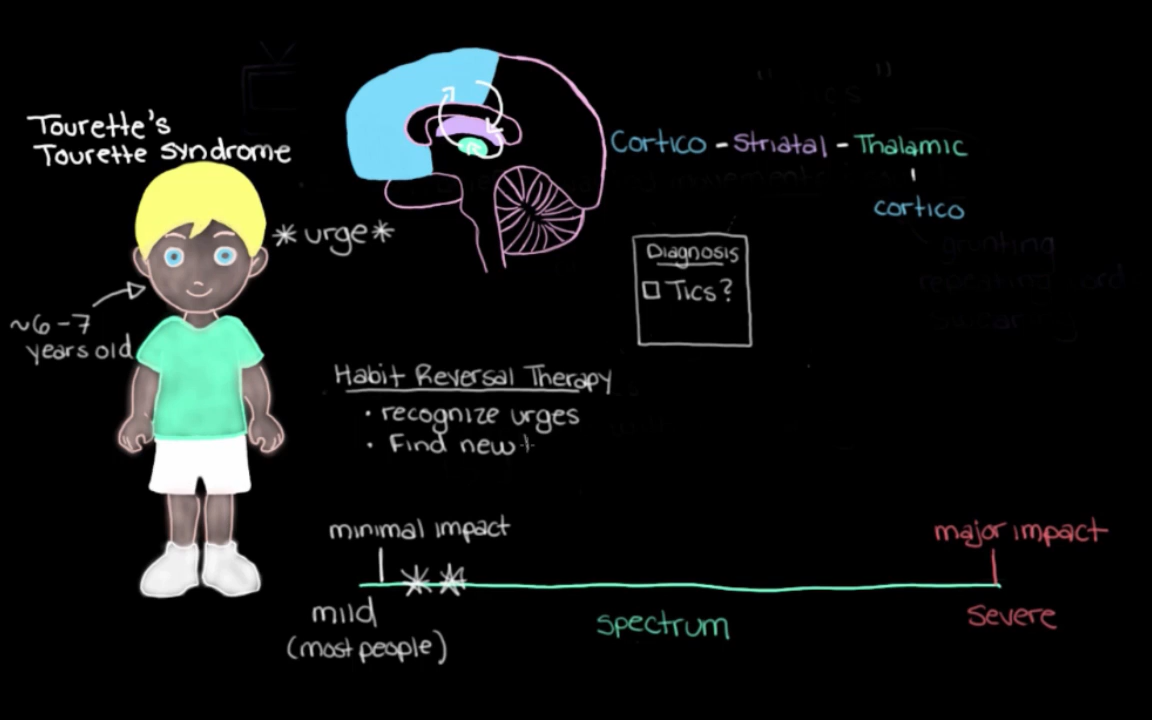 Tourette's
Tourette Syndrome
*urge*
~6-7
years old
Cortico - Striatal - Thalamic
cortico
grunting
Diagnosis
Tics?
Habit Reversal Therapy
• recognize urges
• Find new
minimal impact
major impact
mild
(most people)
spectrum
Severe